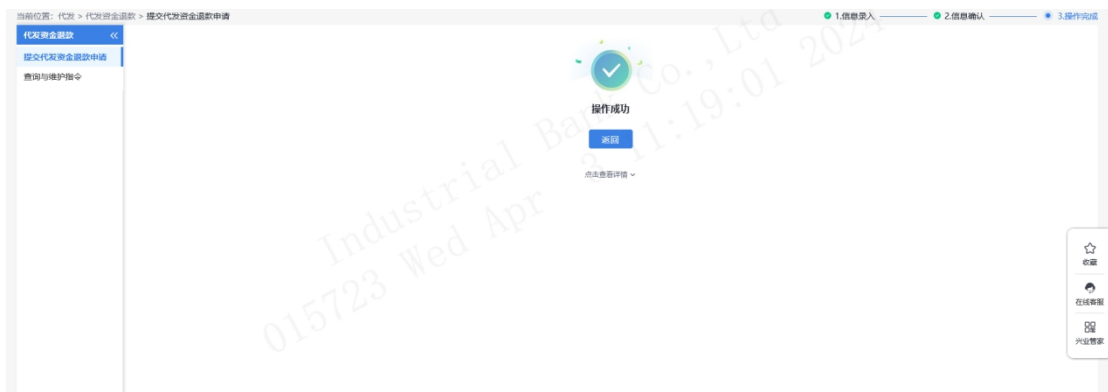 当前位置：代发 > 代发资金退款 > 提交代发资金退款申请
1.信息录入
2.信息确认
3.操作完成
代发资金退款 《
提交代发资金退款申请
查询与维护指令
操作成功
返回
点击查看详情
收藏
在线客服
兴业管家
Industrial Bank Co., Ltd
015723 Wed Apr 3 11:19:01 2024